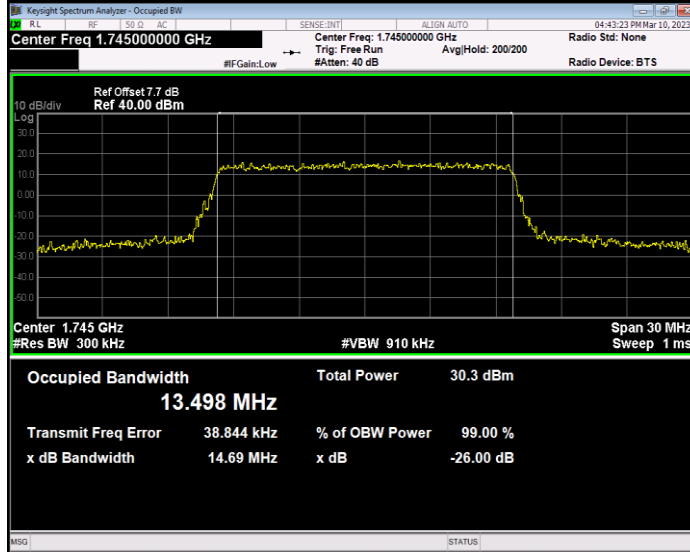 Keysight Spectrum Analyzer - Occupied BW
RL RF 50 Ω AC SENSE:INT ALIGN AUTO 04:43:23 PM Mar 10, 2023
Center Freq 1.745000000 GHz Center Freq: 1.745000000 GHz Radio Std: None
Trig: Free Run Avg|Hold: 200/200
#IFGain:Low #Atten: 40 dB Radio Device: BTS
Ref Offset 7.7 dB
10 dB/div Ref 40.00 dBm
Log
30.0
20.0
10.0
0.00
-10.0
-20.0
-30.0
-40.0
-50.0
Center 1.745 GHz Span 30 MHz
#Res BW 300 kHz #VBW 910 kHz Sweep 1 ms
Occupied Bandwidth Total Power 30.3 dBm
13.498 MHz
Transmit Freq Error 38.844 kHz % of OBW Power 99.00 %
x dB Bandwidth 14.69 MHz x dB -26.00 dB
MSG STATUS